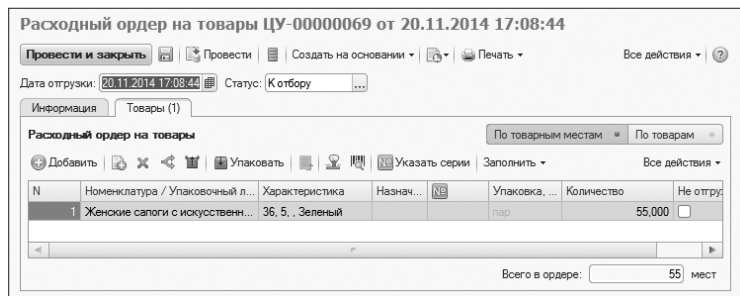 Расходный ордер на товары ЦУ-00000069 от 20.11.2014 17:08:44
Провести и закрыть Провести Создать на основании Печать Все действия ?
Дата отгрузки: 20.11.2014 17:08:44 Статус: К отбору ...
Информация Товары (1)
Расходный ордер на товары По товарным местам По товарам
Добавить Упаковать № Указать серии Заполнить Все действия
N Номенклатура / Упаковочный л... Характеристика Назнач... № Упаковка, ... Количество Не отгру
1 Женские сапоги с искусственн... 36, 5, , Зеленый пар 55,000
Всего в ордере: 55 мест